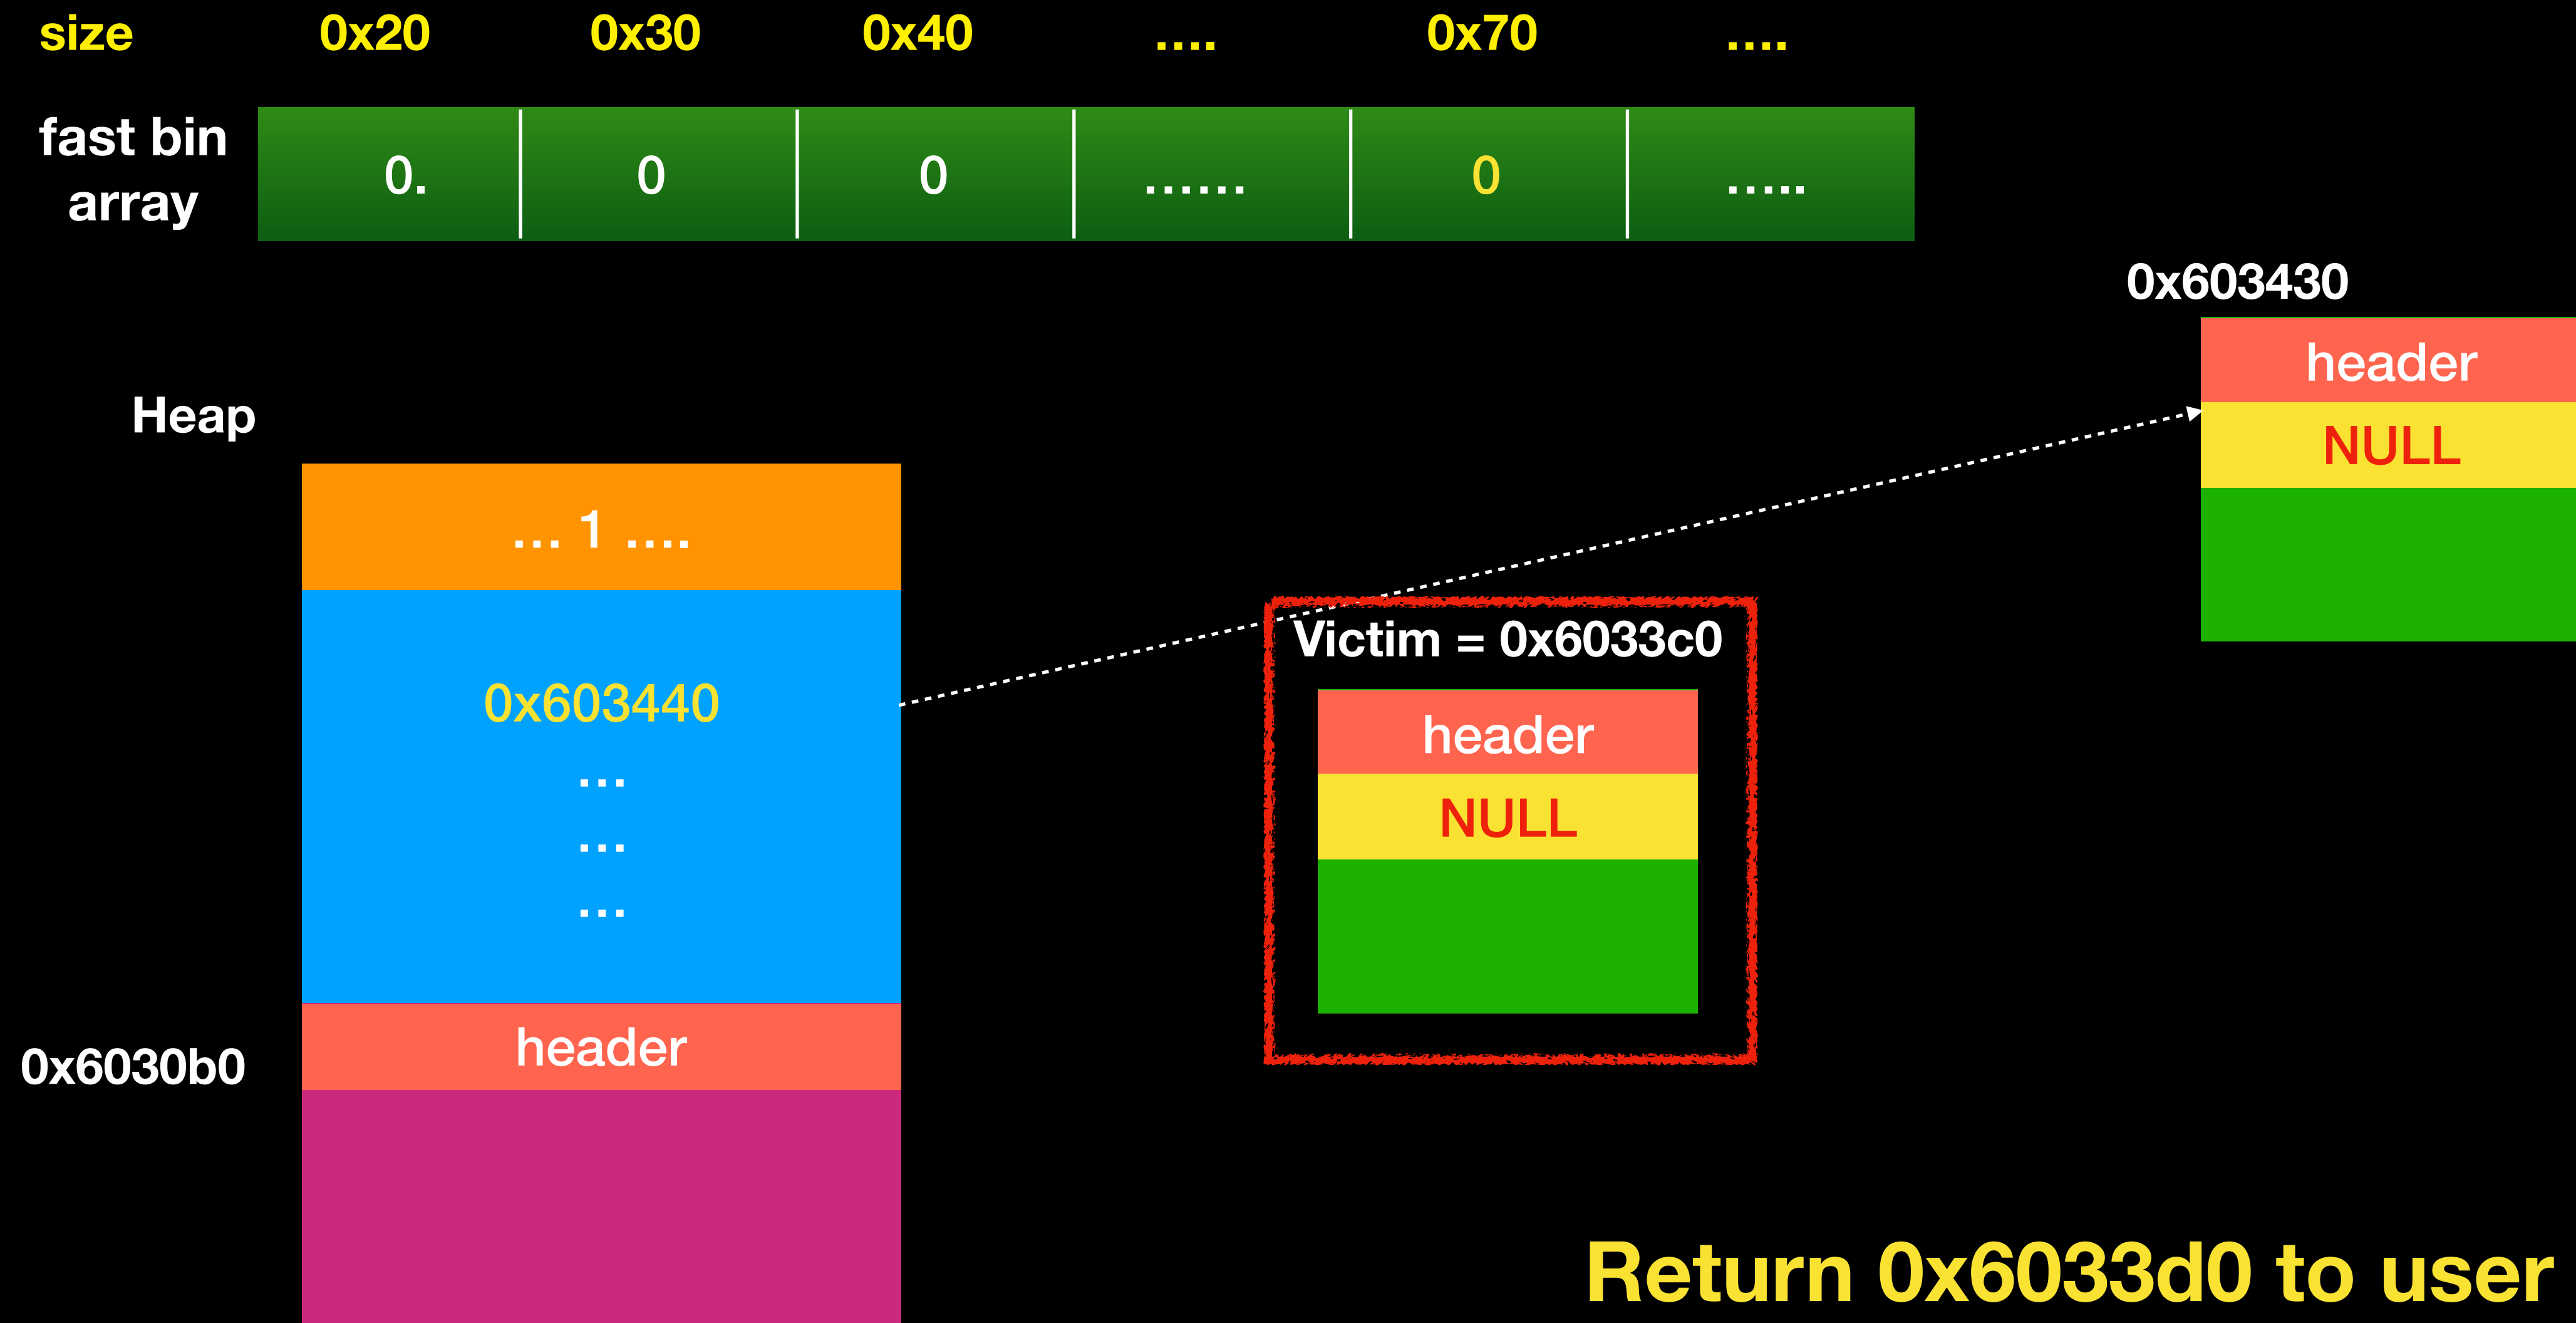 size 0x20 0x30 0x40 .... 0x70 ....
fast bin
array
0. 0 0 ...... 0 .....
0x603430
header
NULL
Heap
... 1 ....
0x603440
...
...
...
Victim = 0x6033c0
header
NULL
0x6030b0
header
Return 0x6033d0 to user